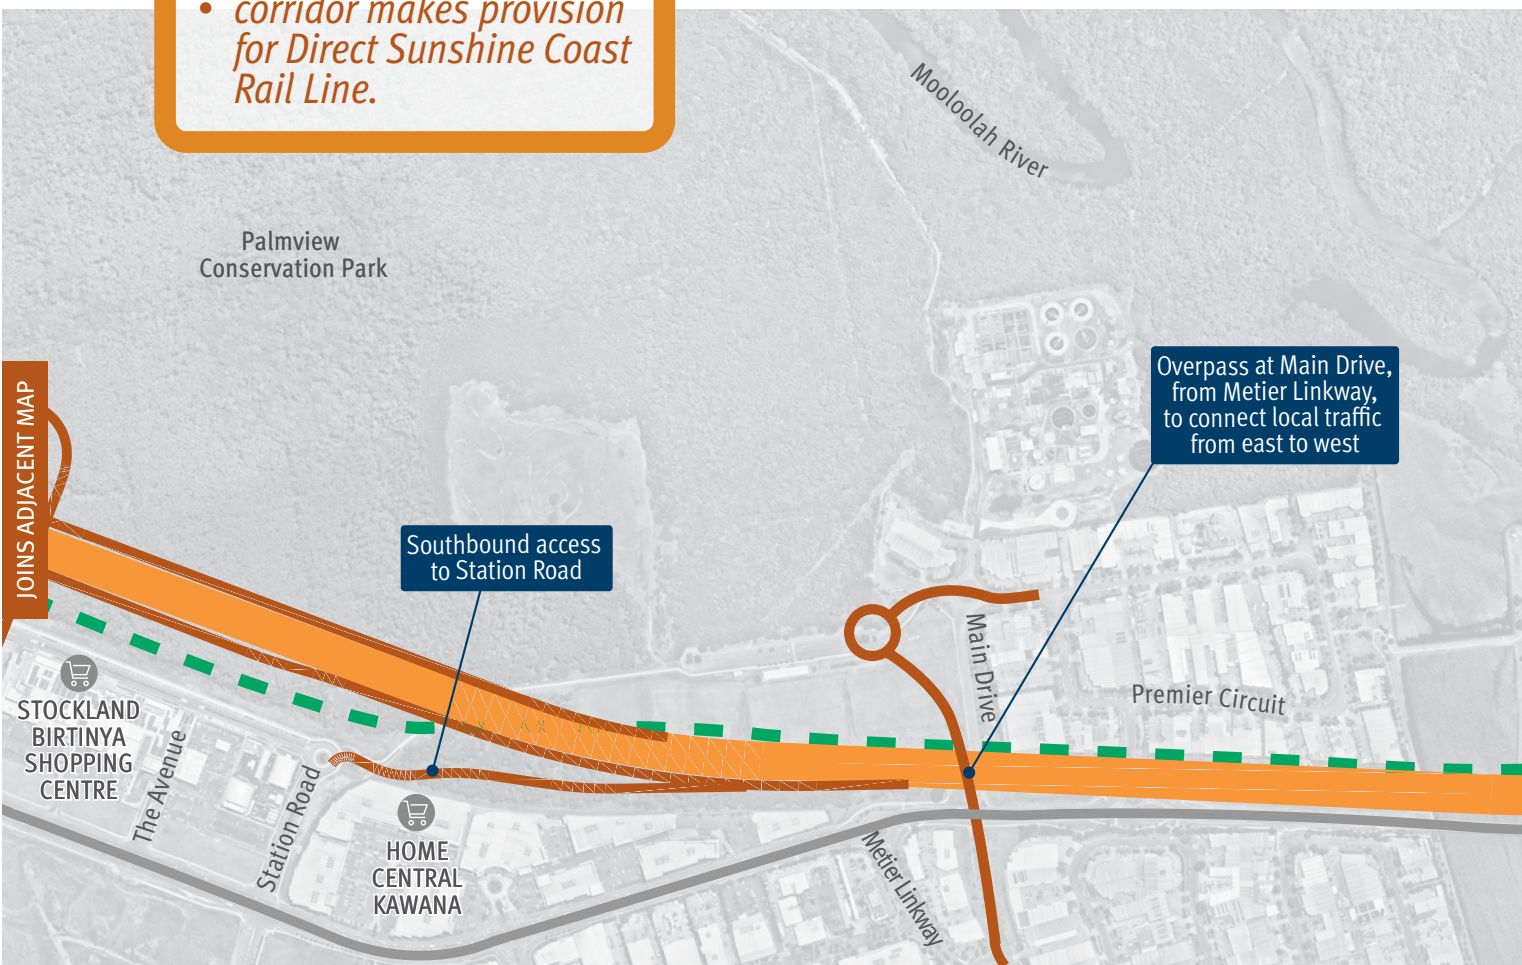 corridor makes provision
for Direct Sunshine Coast
Rail Line.
Mooloolah River
Palmview
Conservation Park
JOINS ADJACENT MAP
Overpass at Main Drive,
from Metier Linkway,
to connect local traffic
from east to west
Southbound access
to Station Road
Main Drive
Premier Circuit
STOCKLAND
BIRTINYA
SHOPPING
CENTRE
The Avenue
Station Road
HOME
CENTRAL
KAWANA
Metier Linkway